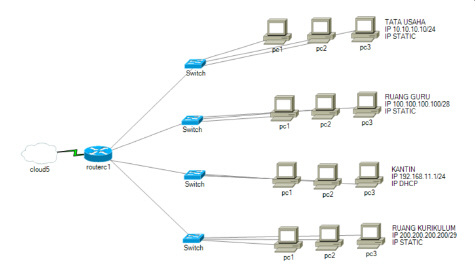 TATA USAHA
IP 10.10.10.10/24
IP STATIC
pc1
pc2
pc3
Switch
RUANG GURU
IP 100.100.100.100/28
IP STATIC
pc1
pc2
pc3
Switch
cloud5
routerc1
KANTIN
IP 192.168.11.1/24
IP DHCP
pc1
pc2
pc3
Switch
RUANG KURIKULUM
IP 200.200.200.200/29
IP STATIC
pc1
pc2
pc3
Switch